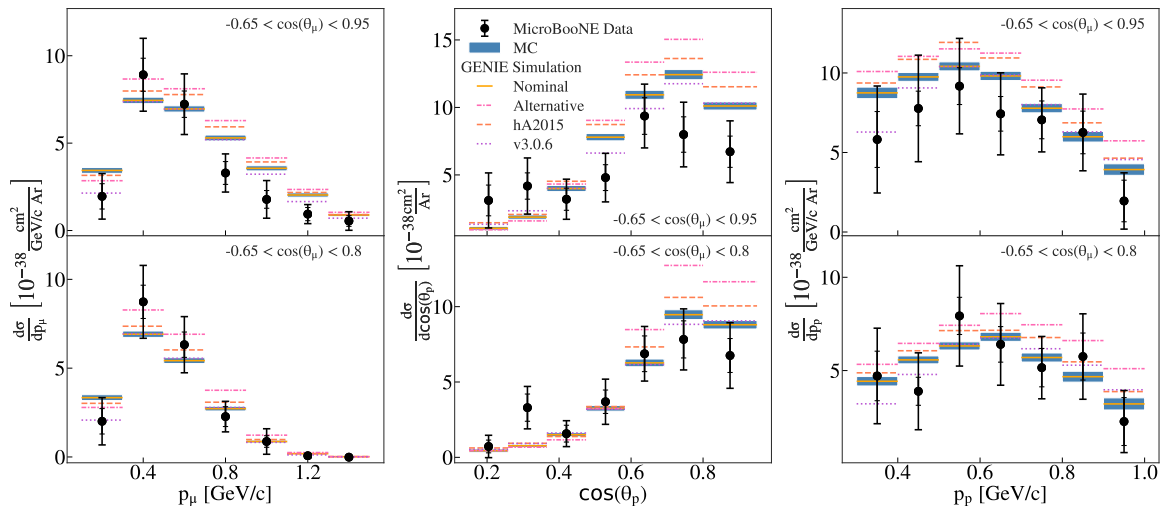 -0.65 < cos(θμ) < 0.95
10
5
0
-0.65 < cos(θμ) < 0.8
10
5
0
0.4
0.8
1.2
pμ [GeV/c]
dσ/dpμ [10−38 cm2/GeV/c Ar]
MicroBooNE Data
MC
GENIE Simulation
Nominal
Alternative
hA2015
v3.0.6
15
10
5
-0.65 < cos(θμ) < 0.95
-0.65 < cos(θμ) < 0.8
10
5
0
0.2
0.4
0.6
0.8
cos(θp)
dσ/dcos(θp) [10−38 cm2/Ar]
-0.65 < cos(θμ) < 0.95
10
5
0
-0.65 < cos(θμ) < 0.8
10
5
0.4
0.6
0.8
1.0
pp [GeV/c]
dσ/dpp [10−38 cm2/GeV/c Ar]